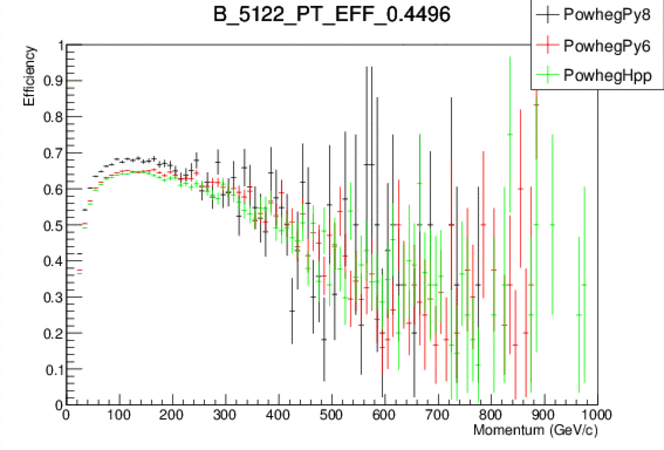 B_5122_PT_EFF_0.4496
PowhegPy8
PowhegPy6
PowhegHpp
Efficiency
1
0.9
0.8
0.7
0.6
0.5
0.4
0.3
0.2
0.1
0
0 100 200 300 400 500 600 700 800 900 1000
Momentum (GeV/c)